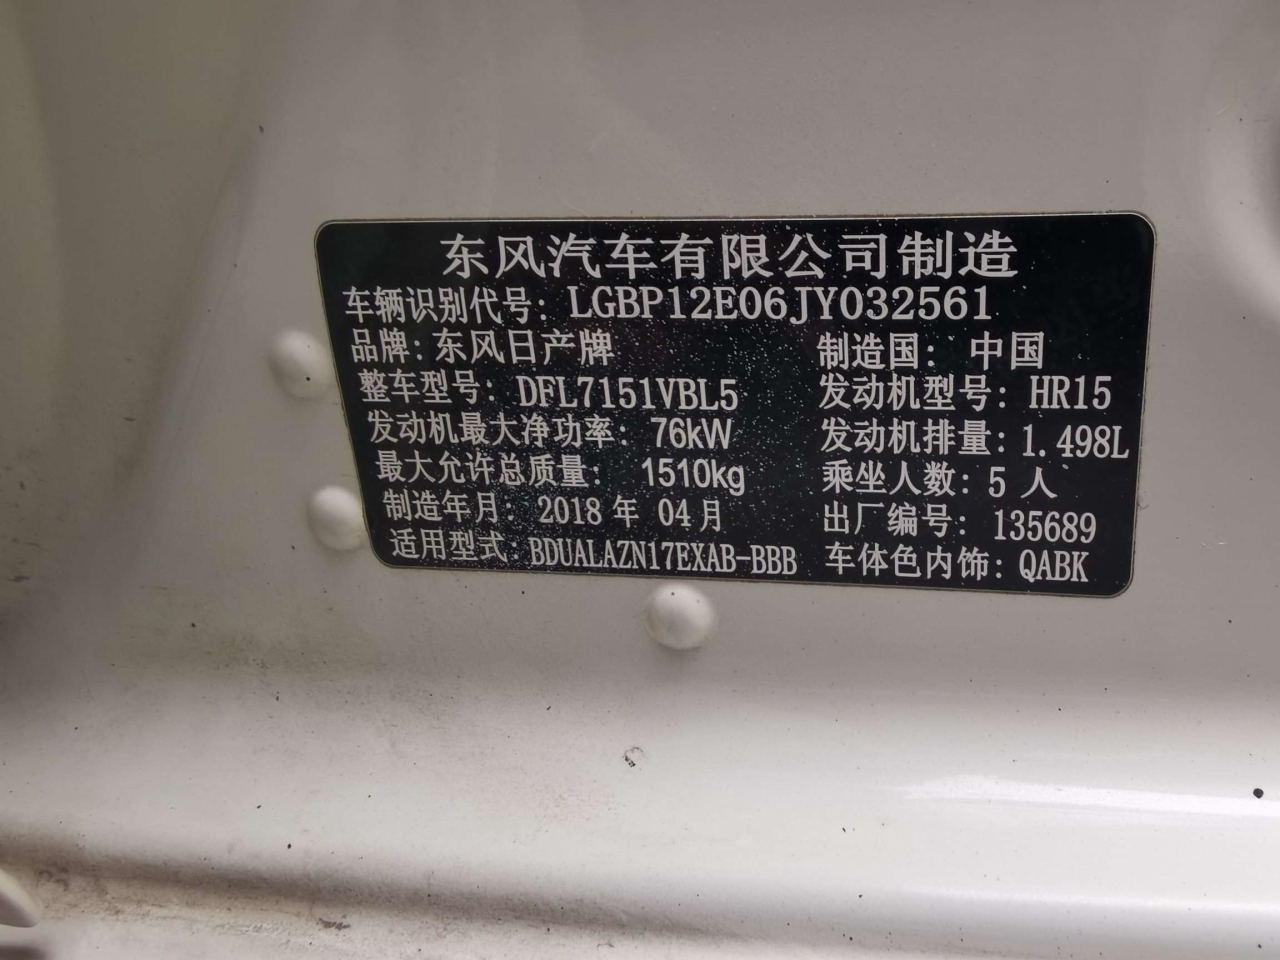 东风汽车有限公司制造
车辆识别代号: LGBP12E06JY032561
品牌: 东风日产牌 制造国: 中国
整车型号: DFL7151VBL5 发动机型号: HR15
发动机最大净功率: 76kW 发动机排量: 1.498L
最大允许总质量: 1510kg 乘坐人数: 5 人
制造年月: 2018 年 04 月 出厂编号: 135689
适用型式: BDUALAZN17EXAB-BBB 车体色内饰: QABK